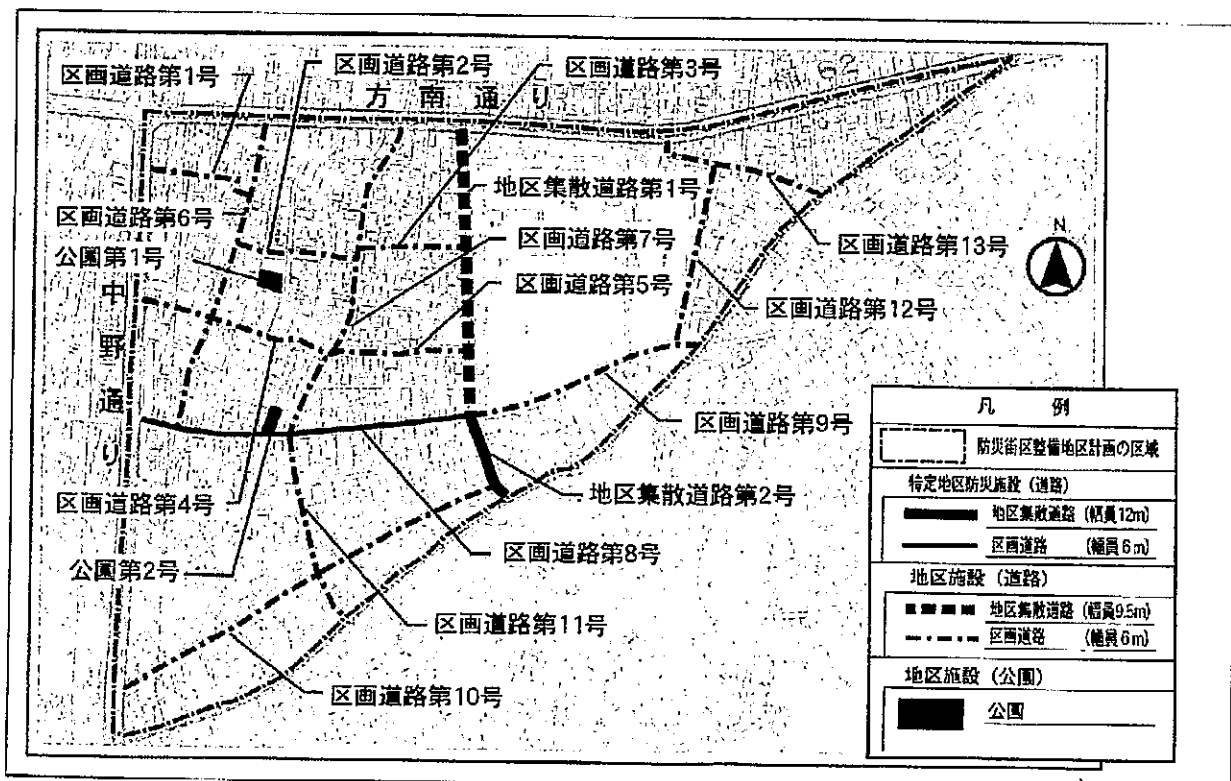 区画道路第1号
区画道路第2号
区画道路第3号
方南通り
地区集散道路第1号
区画道路第6号
公園第1号
区画道路第7号
区画道路第5号
区画道路第13号
N
区画道路第12号
中野通り
区画道路第9号
区画道路第4号
地区集散道路第2号
公園第2号
区画道路第8号
区画道路第11号
区画道路第10号
凡 例
防災街区整備地区計画の区域
特定地区防災施設（道路）
地区集散道路（幅員12m）
区画道路 （幅員6m）
地区施設（道路）
地区集散道路（幅員9.5m）
区画道路 （幅員6m）
地区施設（公園）
公園